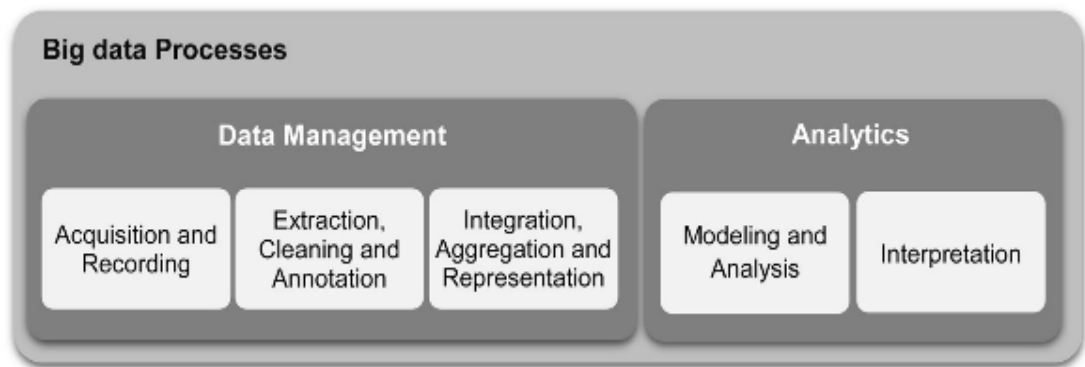 Big data Processes
Data Management
Acquisition and
Recording
Extraction,
Cleaning and
Annotation
Integration,
Aggregation and
Representation
Analytics
Modeling and
Analysis
Interpretation